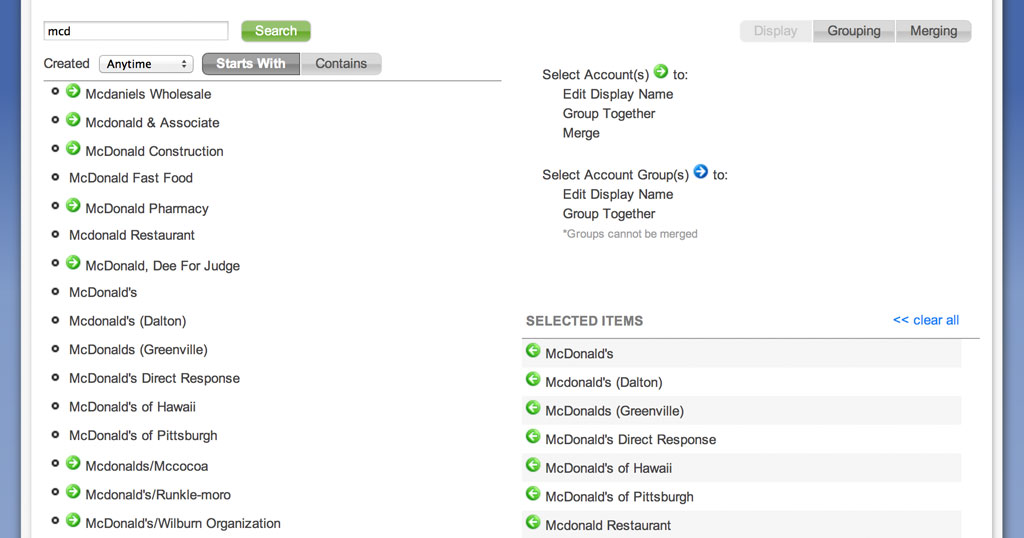 mcd
Search
Display
Grouping
Merging
Created
Anytime
Starts With
Contains
Mcdaniels Wholesale
Mcdonald & Associate
McDonald Construction
McDonald Fast Food
McDonald Pharmacy
Mcdonald Restaurant
McDonald, Dee For Judge
McDonald's
Mcdonald's (Dalton)
McDonalds (Greenville)
McDonald's Direct Response
McDonald's of Hawaii
McDonald's of Pittsburgh
Mcdonalds/Mccocoa
Mcdonald's/Runkle-moro
McDonald's/Wilburn Organization
Select Account(s) to:
Edit Display Name
Group Together
Merge
Select Account Group(s) to:
Edit Display Name
Group Together
*Groups cannot be merged
SELECTED ITEMS
<< clear all
McDonald's
Mcdonald's (Dalton)
McDonalds (Greenville)
McDonald's Direct Response
McDonald's of Hawaii
McDonald's of Pittsburgh
Mcdonald Restaurant